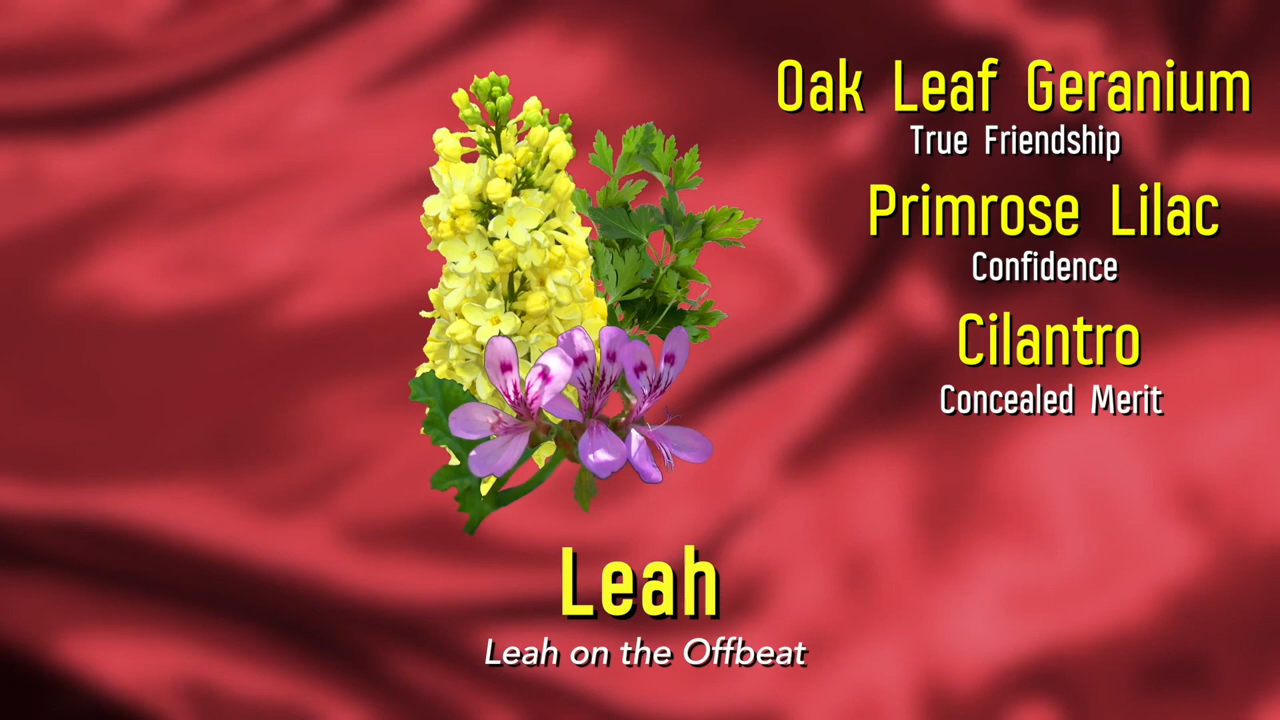 Oak Leaf Geranium
True Friendship
Primrose Lilac
Confidence
Cilantro
Concealed Merit
Leah
Leah on the Offbeat